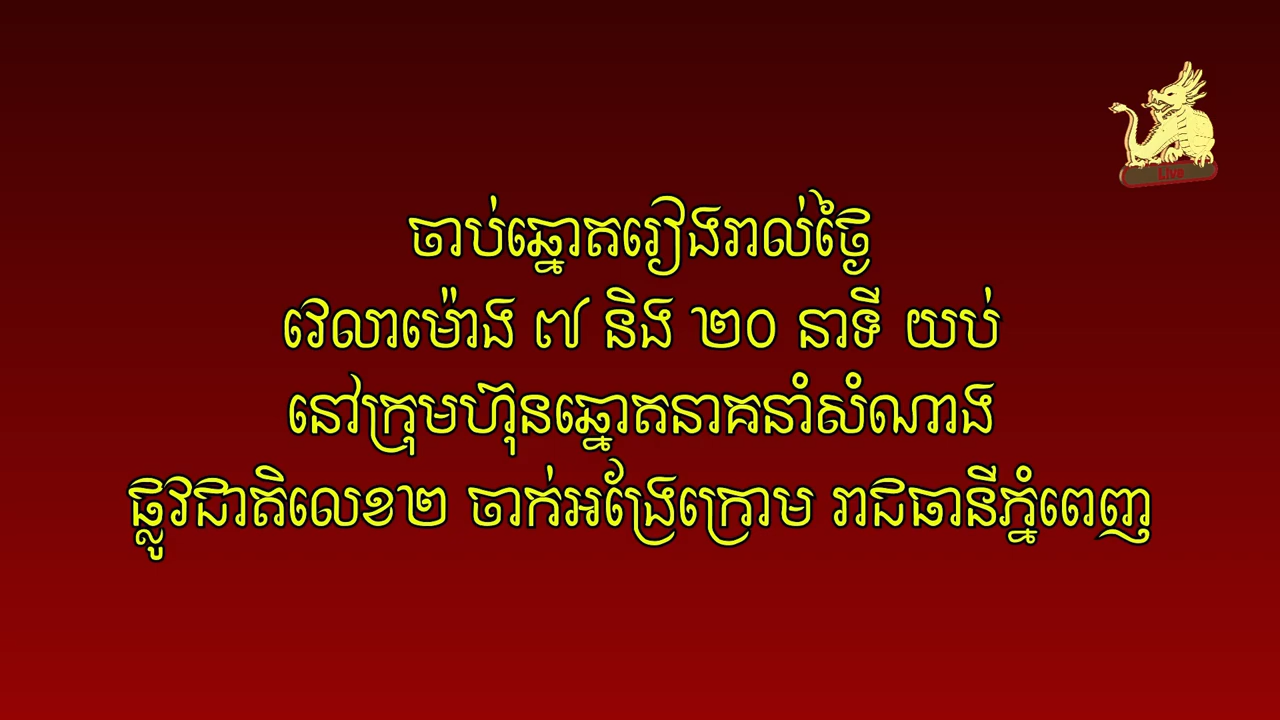 Live
ចាប់ឆ្នោតរៀងរាល់ថ្ងៃ
វេលាម៉ោង ៧ និង ២០ នាទី យប់
នៅក្រុមហ៊ុនឆ្នោតនាគនាំសំណាង
ផ្លូវជាតិលេខ២ ចាក់អង្រែក្រោម រាជធានីភ្នំពេញ